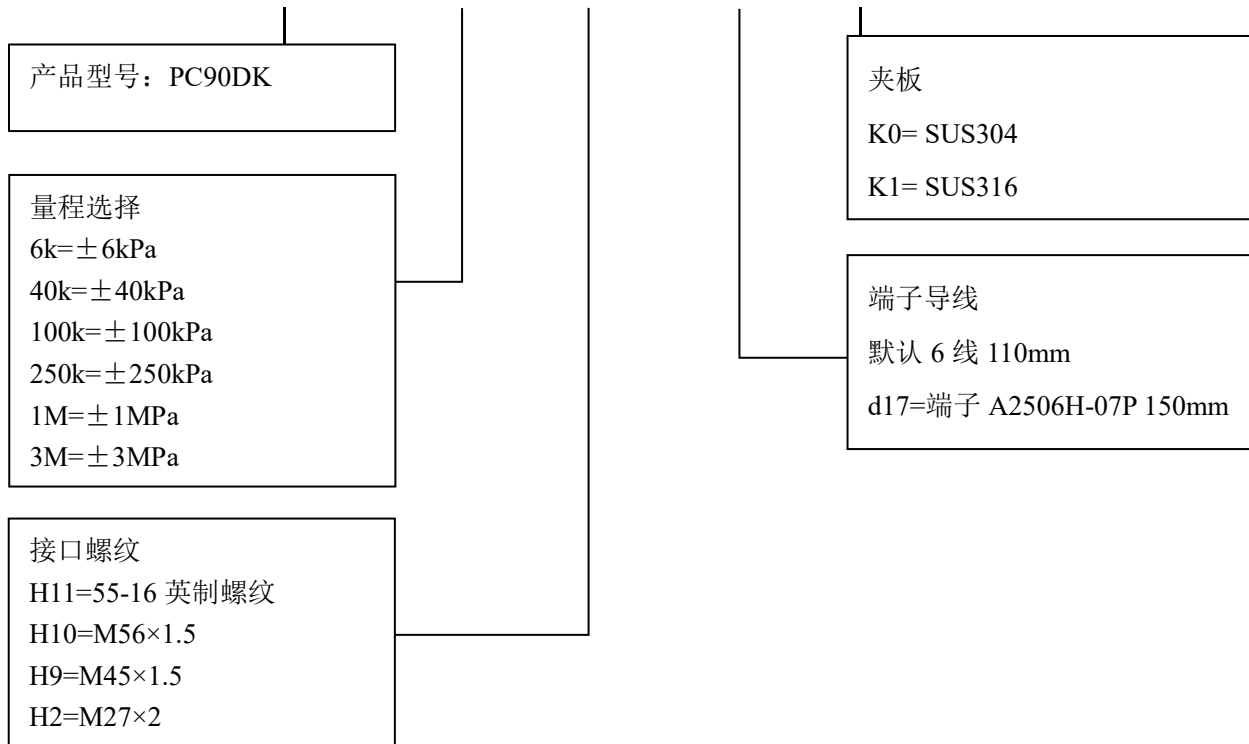 产品型号：PC90DK
量程选择
6k=±6kPa
40k=±40kPa
100k=±100kPa
250k=±250kPa
1M=±1MPa
3M=±3MPa
接口螺纹
H11=55-16 英制螺纹
H10=M56×1.5
H9=M45×1.5
H2=M27×2
夹板
K0= SUS304
K1= SUS316
端子导线
默认 6 线 110mm
d17=端子 A2506H-07P 150mm